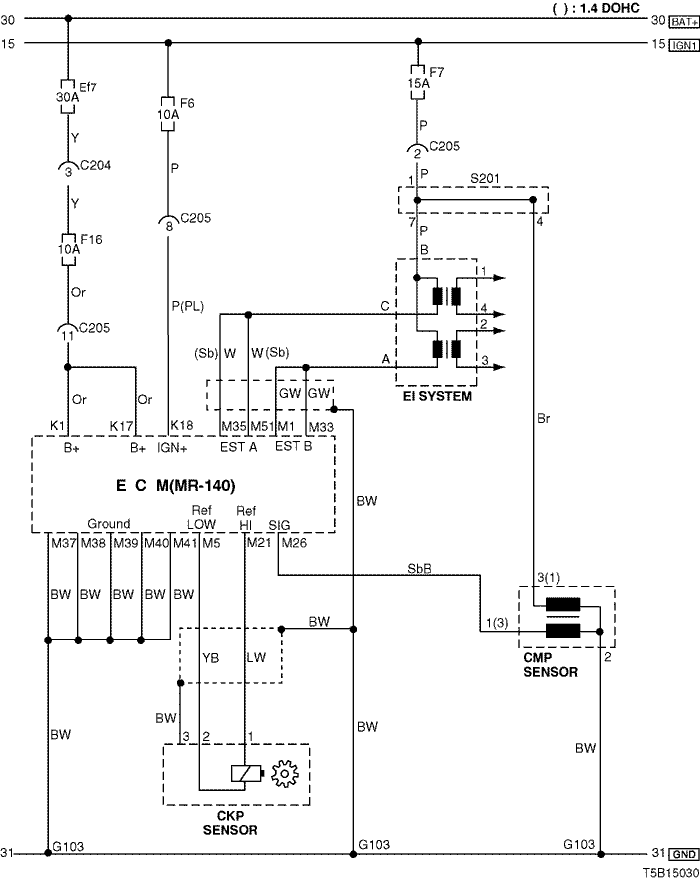 ( ) : 1.4 DOHC
30 30 BAT+
15 15 IGN1
Ef7
30A
F6
10A
F7
15A
Y
P
P
C204
3
C205
2
Y
P
1
S201
C205
8
7
4
F16
10A
P
B
Or
1
C
P(PL)
4
2
C205
11
(Sb) W W (Sb)
A
3
GW GW
EI SYSTEM
Or Or
Br
K1 K17 K18 M35 M51 M1 M33
B+ B+ IGN+ EST A EST B
E C M(MR-140)
BW
Ground
Ref
LOW
Ref
HI
SIG
M37 M38 M39 M40 M41 M5 M21 M26
SbB
3(1)
BW BW BW BW BW
BW
1(3)
YB LW
CMP
SENSOR
2
BW
3 2 1
BW
BW
BW
CKP
SENSOR
G103 G103 G103
31 31 GND
T5B15030